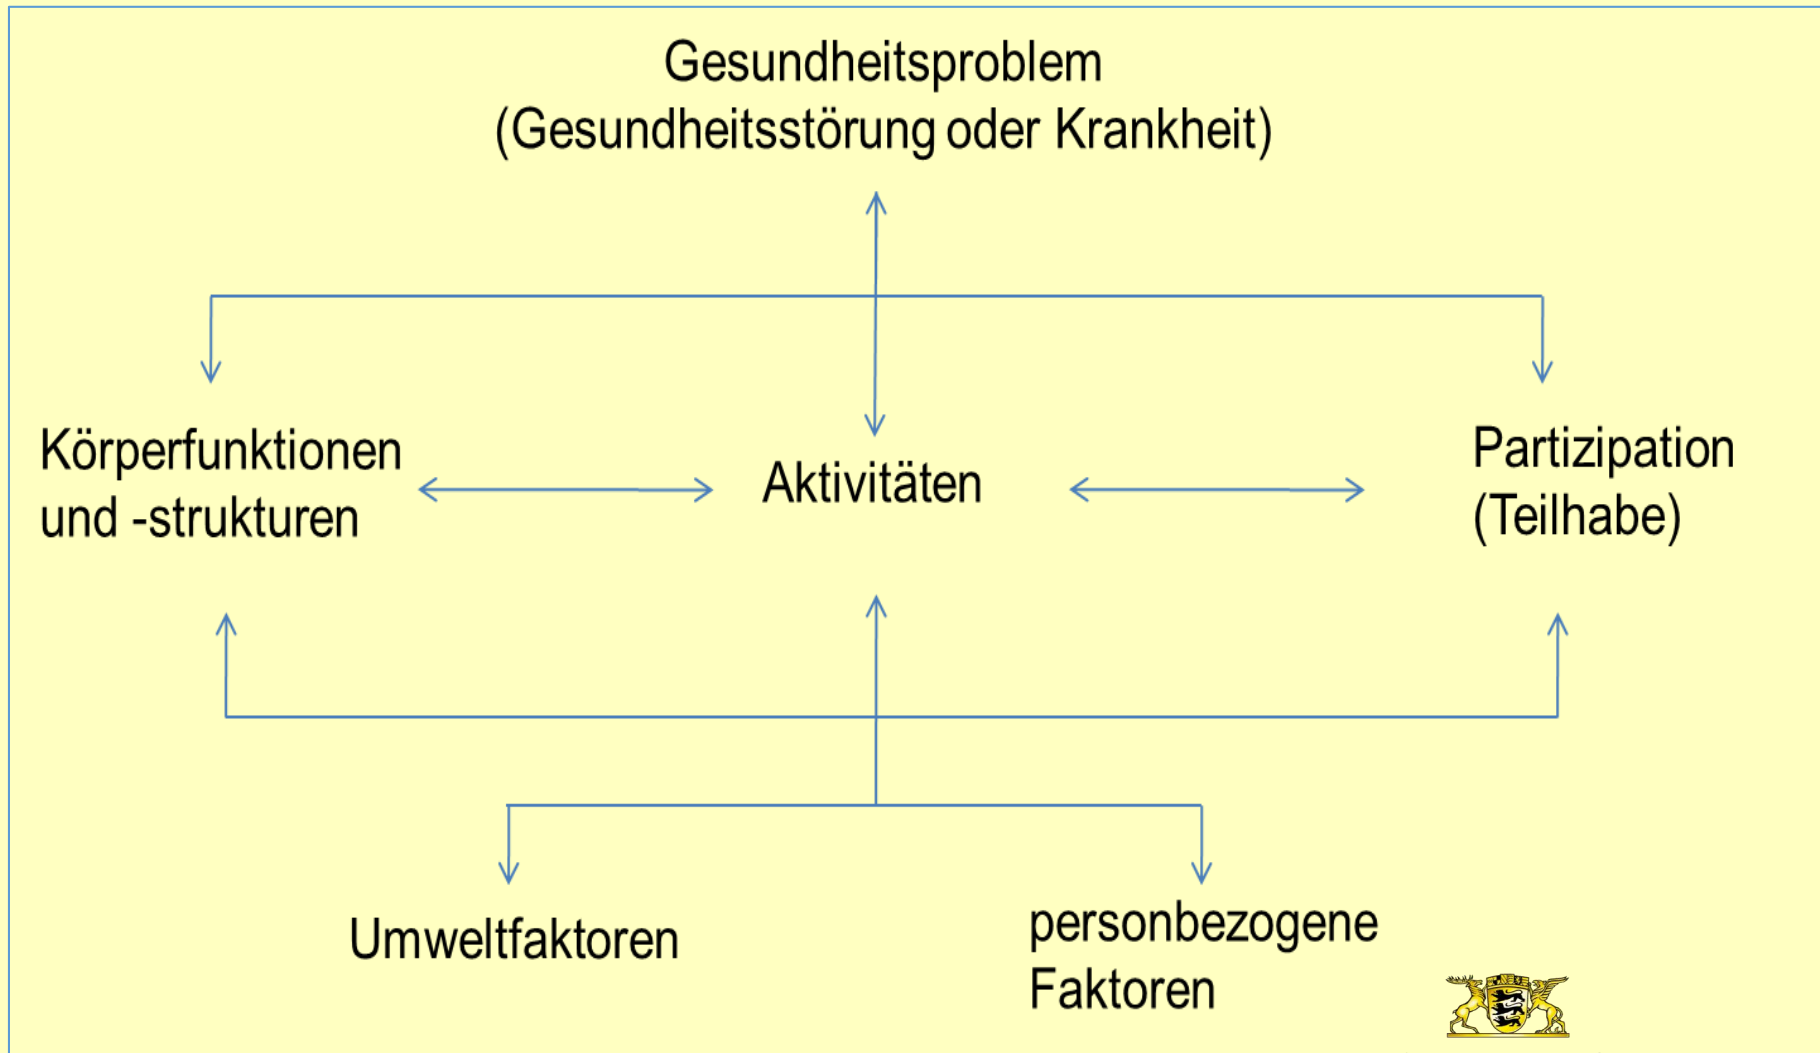 Gesundheitsproblem
(Gesundheitsstörung oder Krankheit)
Körperfunktionen
und -strukturen
Aktivitäten
Partizipation
(Teilhabe)
Umweltfaktoren
personbezogene
Faktoren